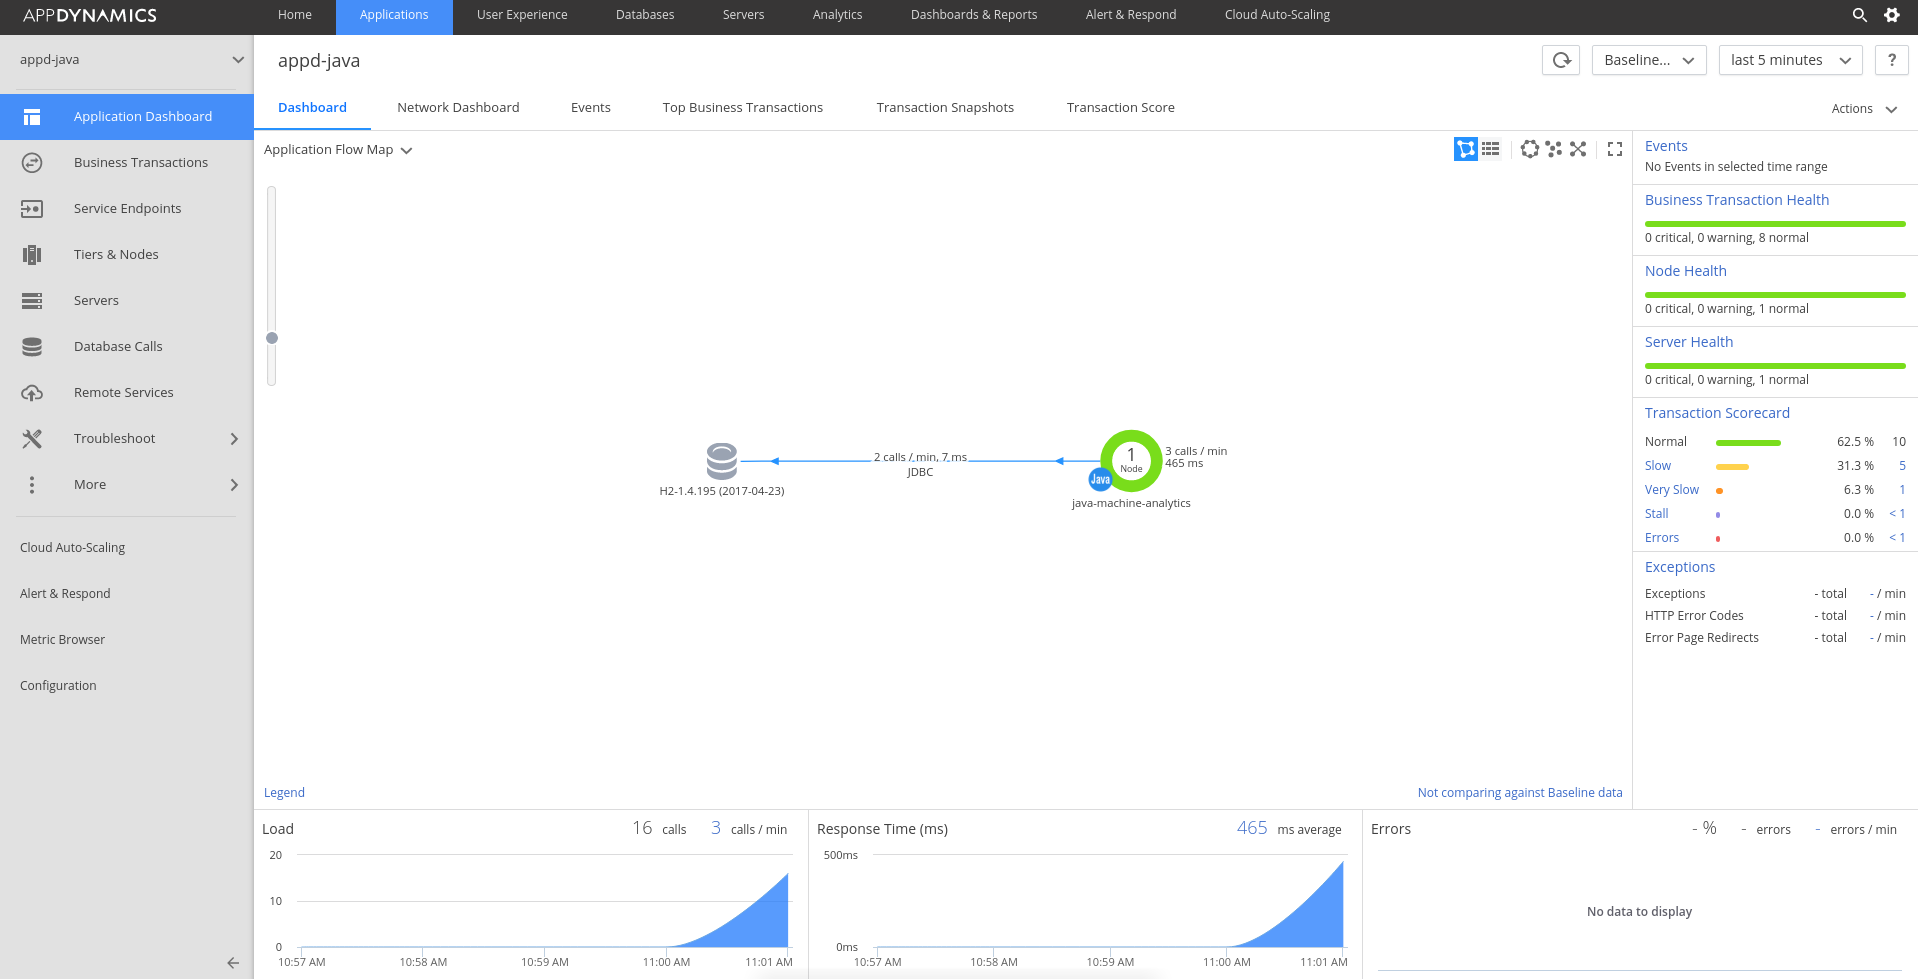 APPDYNAMICS
Home Applications User Experience Databases Servers Analytics Dashboards & Reports Alert & Respond Cloud Auto-Scaling
appd-java
Application Dashboard
Business Transactions
Service Endpoints
Tiers & Nodes
Servers
Database Calls
Remote Services
Troubleshoot
More
Cloud Auto-Scaling
Alert & Respond
Metric Browser
Configuration
appd-java
Baseline... last 5 minutes ?
Dashboard Network Dashboard Events Top Business Transactions Transaction Snapshots Transaction Score
Actions
Application Flow Map
H2-1.4.195 (2017-04-23)
2 calls / min, 7 ms
JDBC
1
Node
Java
3 calls / min
465 ms
java-machine-analytics
Legend
Not comparing against Baseline data
Events
No Events in selected time range
Business Transaction Health
0 critical, 0 warning, 8 normal
Node Health
0 critical, 0 warning, 1 normal
Server Health
0 critical, 0 warning, 1 normal
Transaction Scorecard
Normal 62.5 % 10
Slow 31.3 % 5
Very Slow 6.3 % 1
Stall 0.0 % < 1
Errors 0.0 % < 1
Exceptions
Exceptions - total - / min
HTTP Error Codes - total - / min
Error Page Redirects - total - / min
Load 16 calls 3 calls / min
20
10
0
10:57 AM 10:58 AM 10:59 AM 11:00 AM 11:01 AM
Response Time (ms) 465 ms average
500ms
0ms
10:57 AM 10:58 AM 10:59 AM 11:00 AM 11:01 AM
Errors - % - errors - errors / min
No data to display